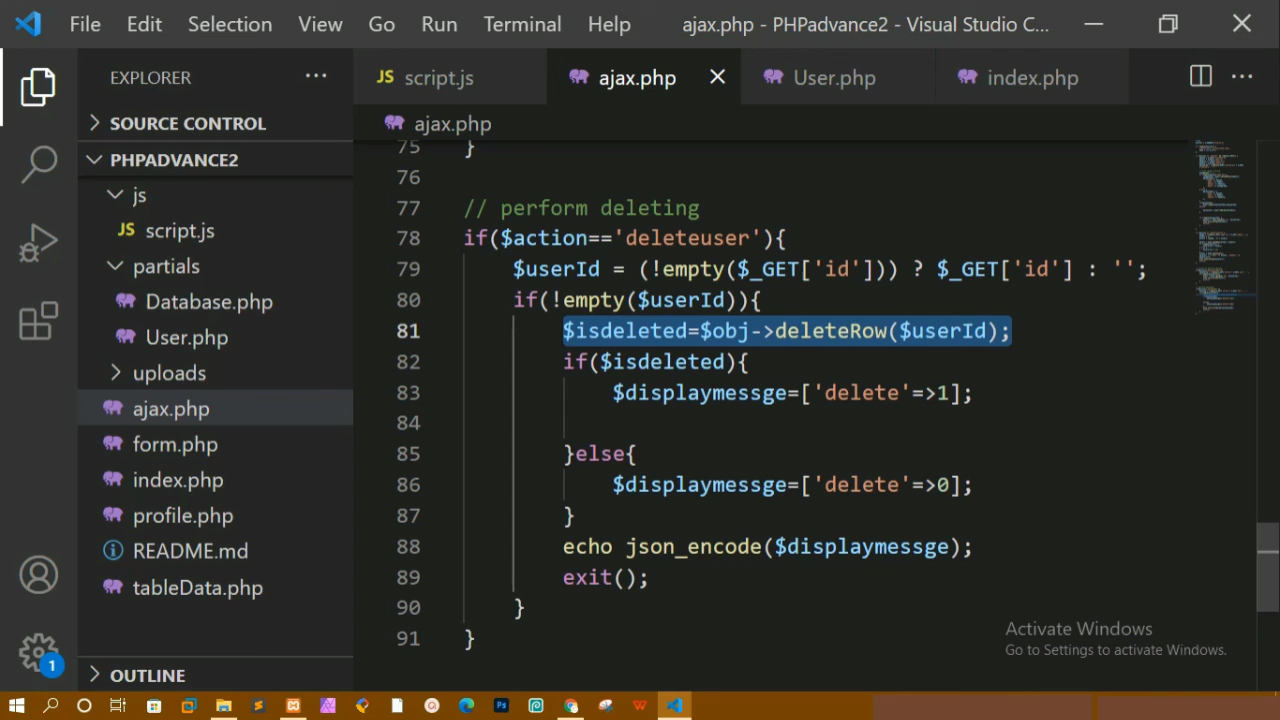 File Edit Selection View Go Run Terminal Help ajax.php - PHPadvance2 - Visual Studio C...
EXPLORER
JS script.js ajax.php User.php index.php
SOURCE CONTROL
ajax.php
PHPADVANCE2
js
JS script.js
partials
Database.php
User.php
uploads
ajax.php
form.php
index.php
profile.php
README.md
tableData.php
OUTLINE
1
75 }
76
77 // perform deleting
78 if($action=='deleteuser'){
79 $userId = (!empty($_GET['id'])) ? $_GET['id'] : '';
80 if(!empty($userId)){
81 $isdeleted=$obj->deleteRow($userId);
82 if($isdeleted){
83 $displaymessge=['delete'=>1];
84
85 }else{
86 $displaymessge=['delete'=>0];
87 }
88 echo json_encode($displaymessge);
89 exit();
90 }
91 }
Activate Windows
Go to Settings to activate Windows.